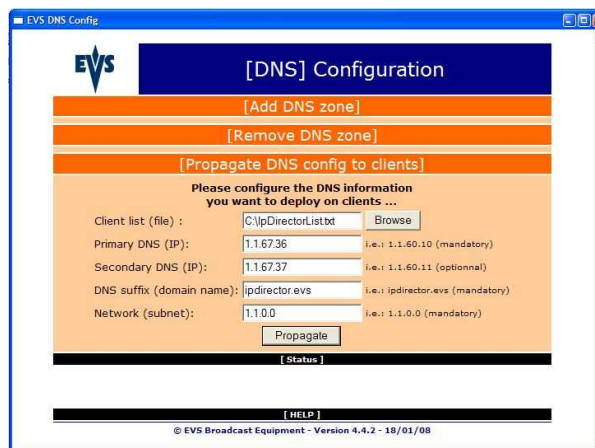 EVS DNS Config
EVS
[DNS] Configuration
[Add DNS zone]
[Remove DNS zone]
[Propagate DNS config to clients]
Please configure the DNS information
you want to deploy on clients ...
Client list (file) : C:\IpDirectorList.txt Browse
Primary DNS (IP): 1.1.67.36 i.e.: 1.1.60.10 (mandatory)
Secondary DNS (IP): 1.1.67.37 i.e.: 1.1.60.11 (optionnal)
DNS suffix (domain name): ipdirector.evs i.e.: ipdirector.evs (mandatory)
Network (subnet): 1.1.0.0 i.e.: 1.1.0.0 (mandatory)
Propagate
[ Status ]
[ HELP ]
© EVS Broadcast Equipment - Version 4.4.2 - 18/01/08